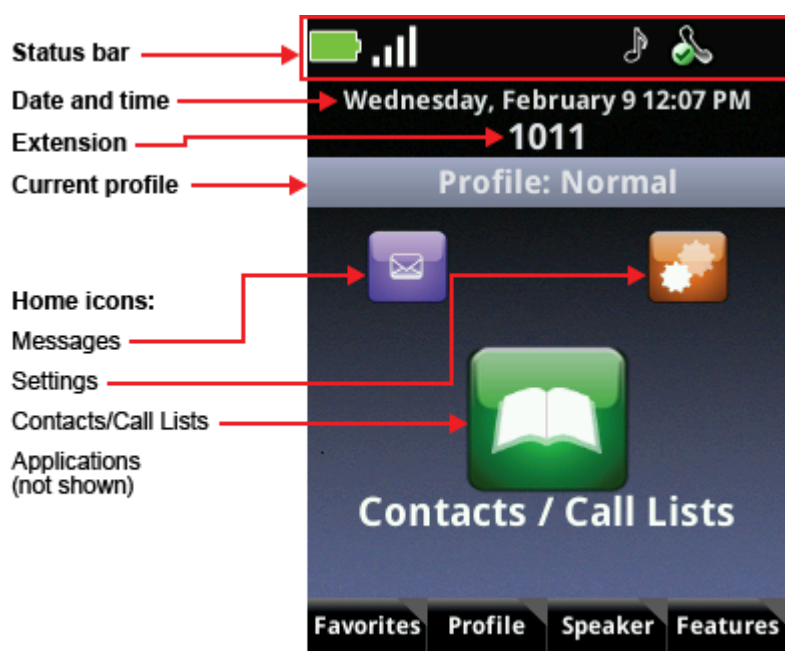 Status bar
Date and time
Wednesday, February 9 12:07 PM
Extension
1011
Current profile
Profile: Normal
Home icons:
Messages
Settings
Contacts/Call Lists
Applications
(not shown)
Contacts / Call Lists
Favorites Profile Speaker Features